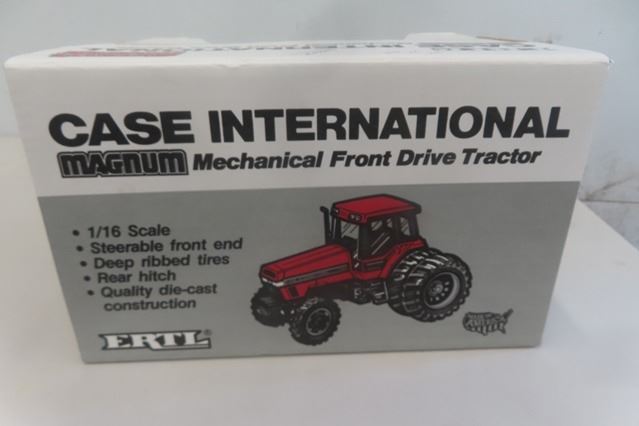 CASE INTERNATIONAL
MAGNUM Mechanical Front Drive Tractor
• 1/16 Scale
• Steerable front end
• Deep ribbed tires
• Rear hitch
• Quality die-cast
construction
ERTL®